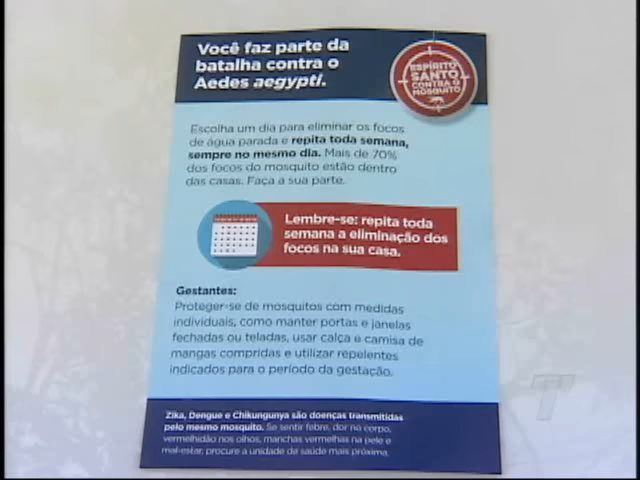 Você faz parte da
batalha contra o
Aedes aegypti.
ESPÍRITO
SANTO
CONTRA O
MOSQUITO
Escolha um dia para eliminar os focos
de água parada e repita toda semana,
sempre no mesmo dia. Mais de 70%
dos focos do mosquito estão dentro
das casas. Faça a sua parte.
Lembre-se: repita toda
semana a eliminação dos
focos na sua casa.
Gestantes:
Proteger-se de mosquitos com medidas
individuais, como manter portas e janelas
fechadas ou teladas, usar calça e camisa de
mangas compridas e utilizar repelentes
indicados para o período da gestação.
Zika, Dengue e Chikungunya são doenças transmitidas
pelo mesmo mosquito. Se sentir febre, dor no corpo,
vermelhidão nos olhos, manchas vermelhas na pele e
mal-estar, procure a unidade de saúde mais próxima.